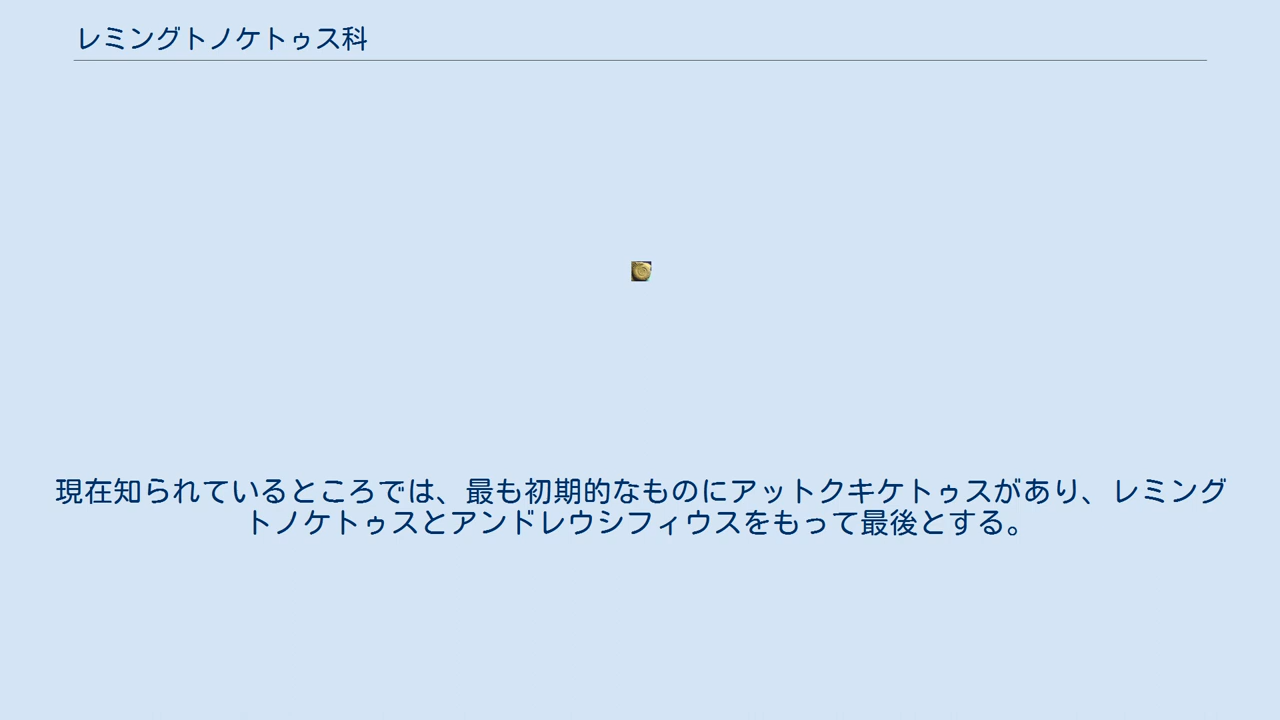 レミングトノケトゥス科
現在知られているところでは、最も初期的なものにアットクキケトゥスがあり、レミング
トノケトゥスとアンドレウシフィウスをもって最後とする。